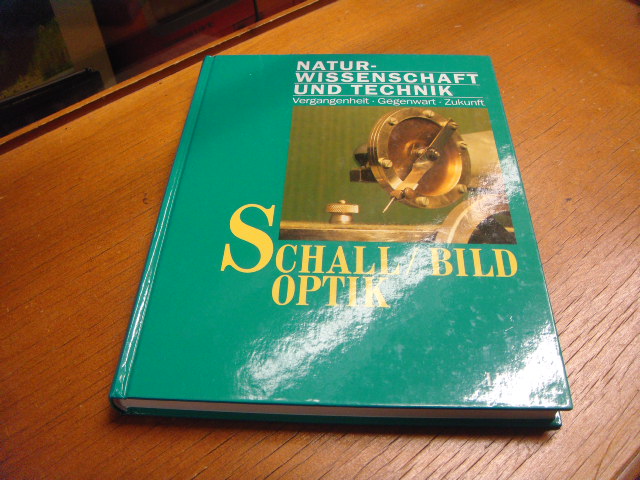 NATUR-
WISSENSCHAFT
UND TECHNIK
Vergangenheit · Gegenwart · Zukunft
SCHALL / BILD
OPTIK